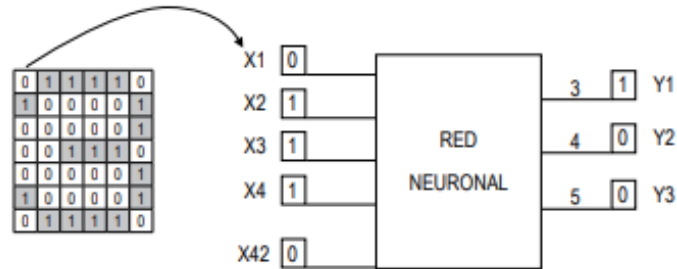 0 1 1 1 1 0
1 0 0 0 0 1
0 0 0 0 0 1
0 0 1 1 1 0
0 0 0 0 0 1
1 0 0 0 0 1
0 1 1 1 1 0
X1 0
X2 1
X3 1
X4 1
X42 0
RED
NEURONAL
3 1 Y1
4 0 Y2
5 0 Y3